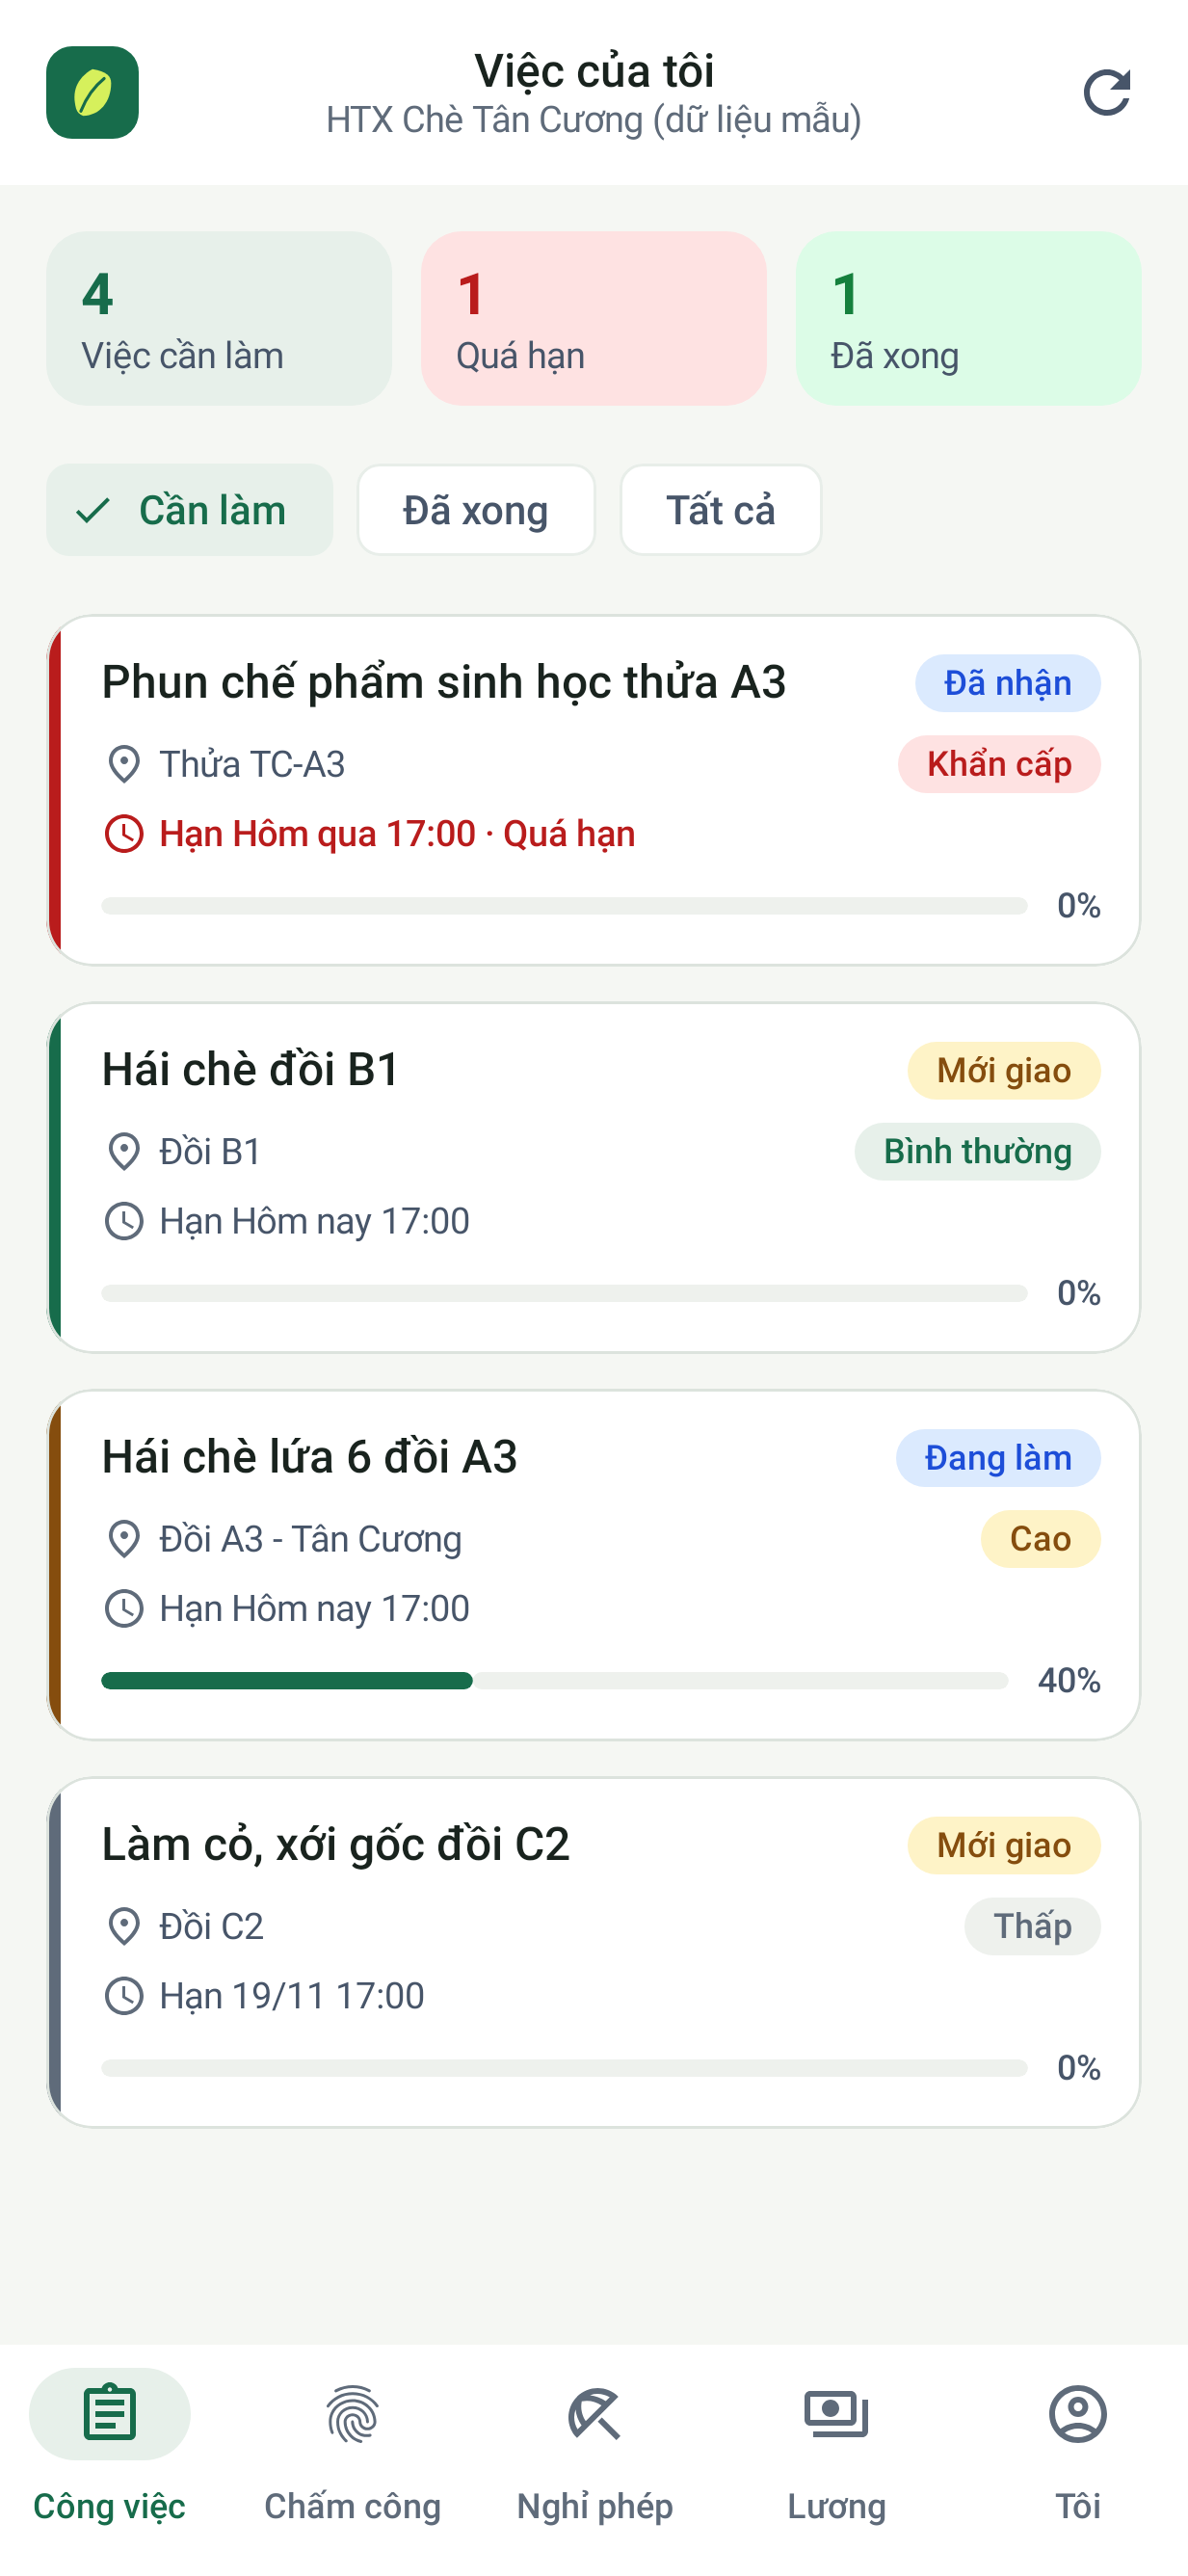 Việc của tôi
HTX Chè Tân Cương (dữ liệu mẫu)
4
Việc cần làm
1
Quá hạn
1
Đã xong
Cần làm
Đã xong
Tất cả
Phun chế phẩm sinh học thửa A3
Đã nhận
Thửa TC-A3
Khẩn cấp
Hạn Hôm qua 17:00 · Quá hạn
0%
Hái chè đồi B1
Mới giao
Đồi B1
Bình thường
Hạn Hôm nay 17:00
0%
Hái chè lứa 6 đồi A3
Đang làm
Đồi A3 - Tân Cương
Cao
Hạn Hôm nay 17:00
40%
Làm cỏ, xới gốc đồi C2
Mới giao
Đồi C2
Thấp
Hạn 19/11 17:00
0%
Công việc
Chấm công
Nghỉ phép
Lương
Tôi